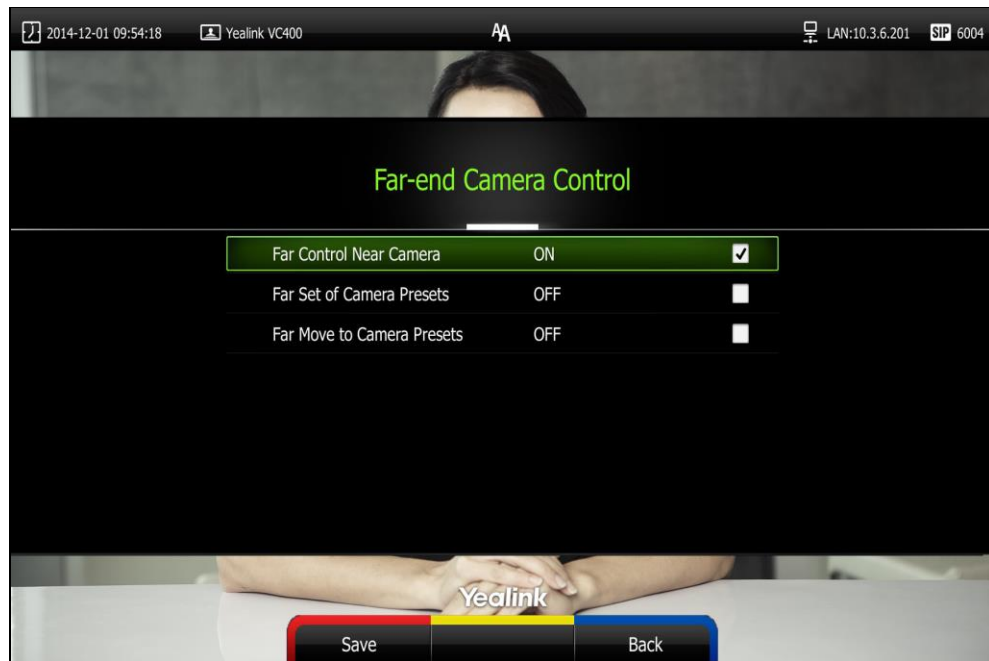 2014-12-01 09:54:18 Yealink VC400 AA LAN:10.3.6.201 SIP 6004
Far-end Camera Control
Far Control Near Camera ON
Far Set of Camera Presets OFF
Far Move to Camera Presets OFF
Yealink
Save Back